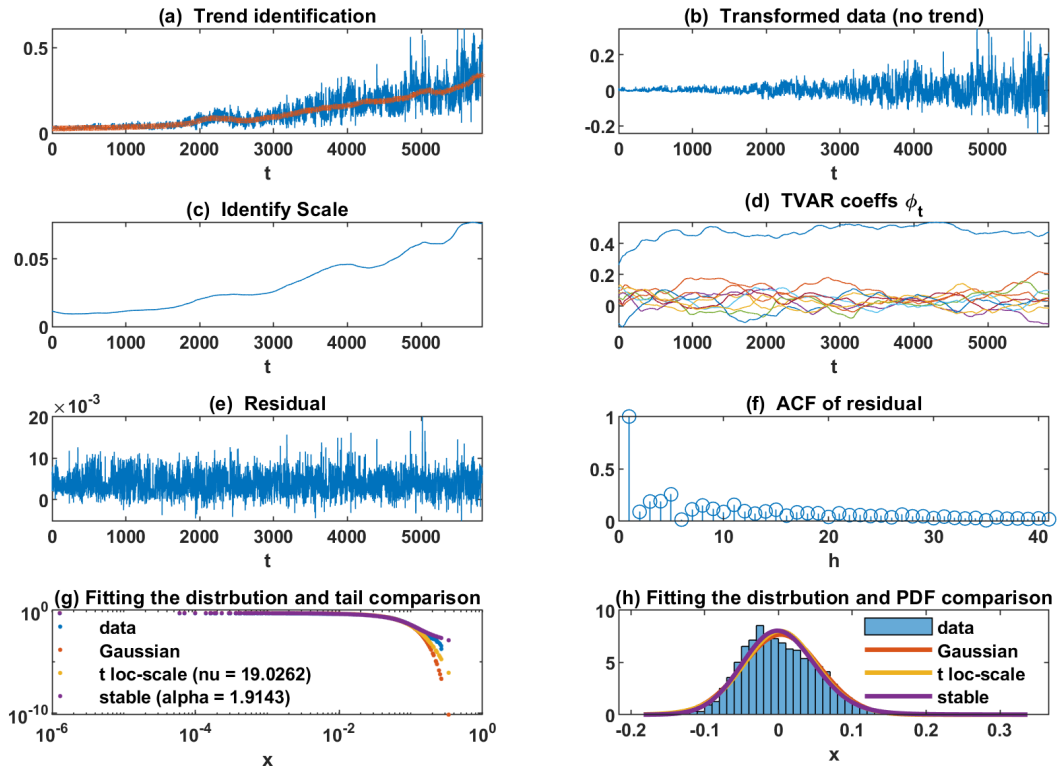 (a)  Trend identification
0.5
0
0 1000 2000 3000 4000 5000
t
(b)  Transformed data (no trend)
0.2
0
-0.2
0 1000 2000 3000 4000 5000
t
(c)  Identify Scale
0.05
0
0 1000 2000 3000 4000 5000
t
(d)  TVAR coeffs ϕt
0.4
0.2
0
0 1000 2000 3000 4000 5000
t
(e)  Residual
×10-3
20
10
0
0 1000 2000 3000 4000 5000
t
(f)  ACF of residual
1
0.5
0
0 10 20 30 40
h
(g) Fitting the distrbution and tail comparison
100
data
Gaussian
t loc-scale (nu = 19.0262)
stable (alpha = 1.9143)
10-10
10-6 10-4 10-2 100
x
(h) Fitting the distrbution and PDF comparison
10
5
0
data
Gaussian
t loc-scale
stable
-0.2 -0.1 0 0.1 0.2 0.3
x